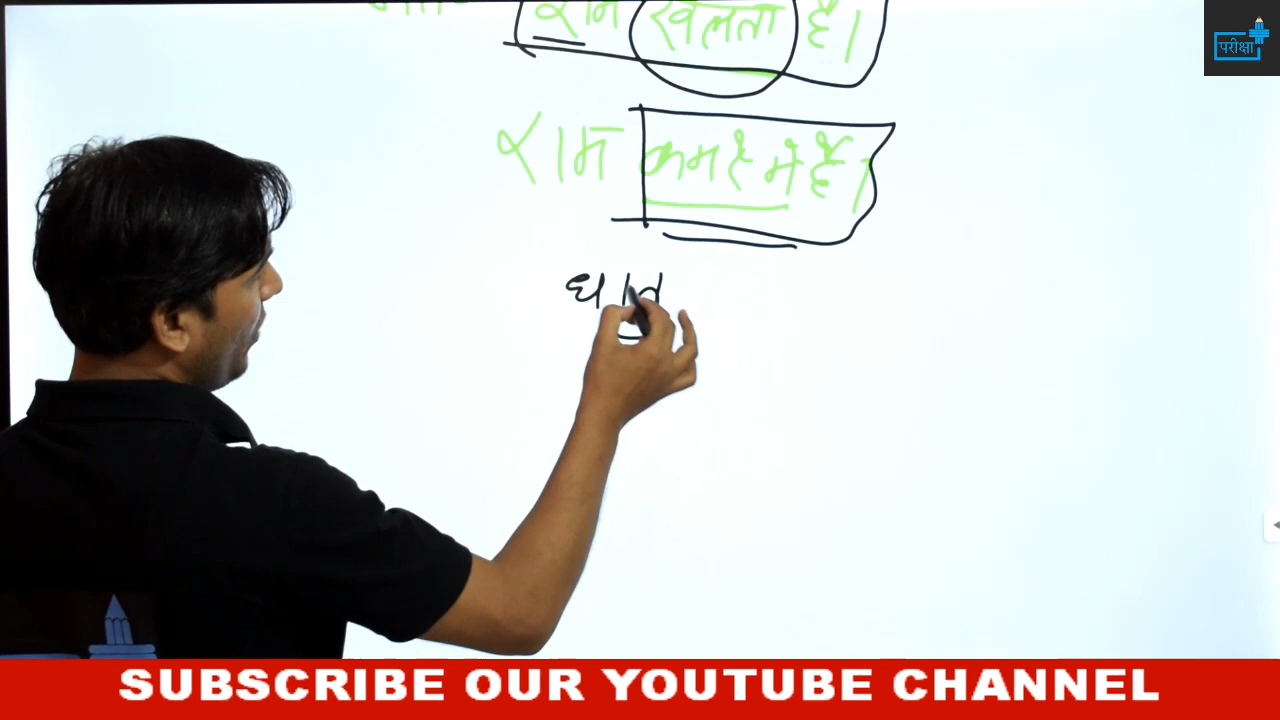 राम खेलता है।
परीक्षा
राम कमरे में है।
धात
SUBSCRIBE OUR YOUTUBE CHANNEL